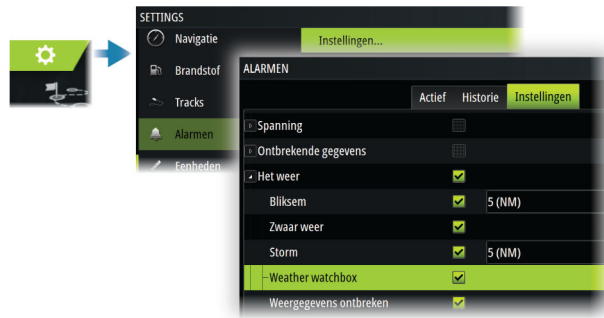 SETTINGS
Navigatie
Instellingen...
Brandstof
Tracks
Alarmen
Eenheden
ALARMEN
Actief Historie Instellingen
Spanning
Ontbrekende gegevens
Het weer
Bliksem 5 (NM)
Zwaar weer
Storm 5 (NM)
Weather watchbox
Weergegevens ontbreken